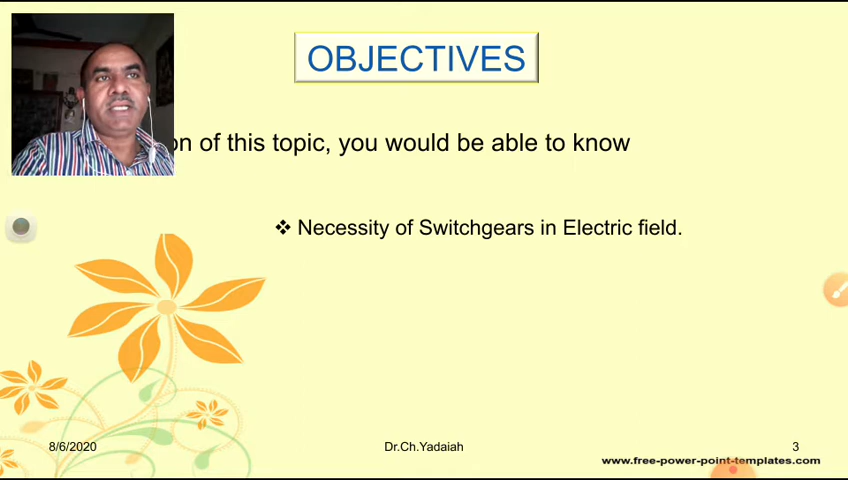 OBJECTIVES
on of this topic, you would be able to know
❖ Necessity of Switchgears in Electric field.
8/6/2020
Dr.Ch.Yadaiah
3
www.free-power-point-templates.com